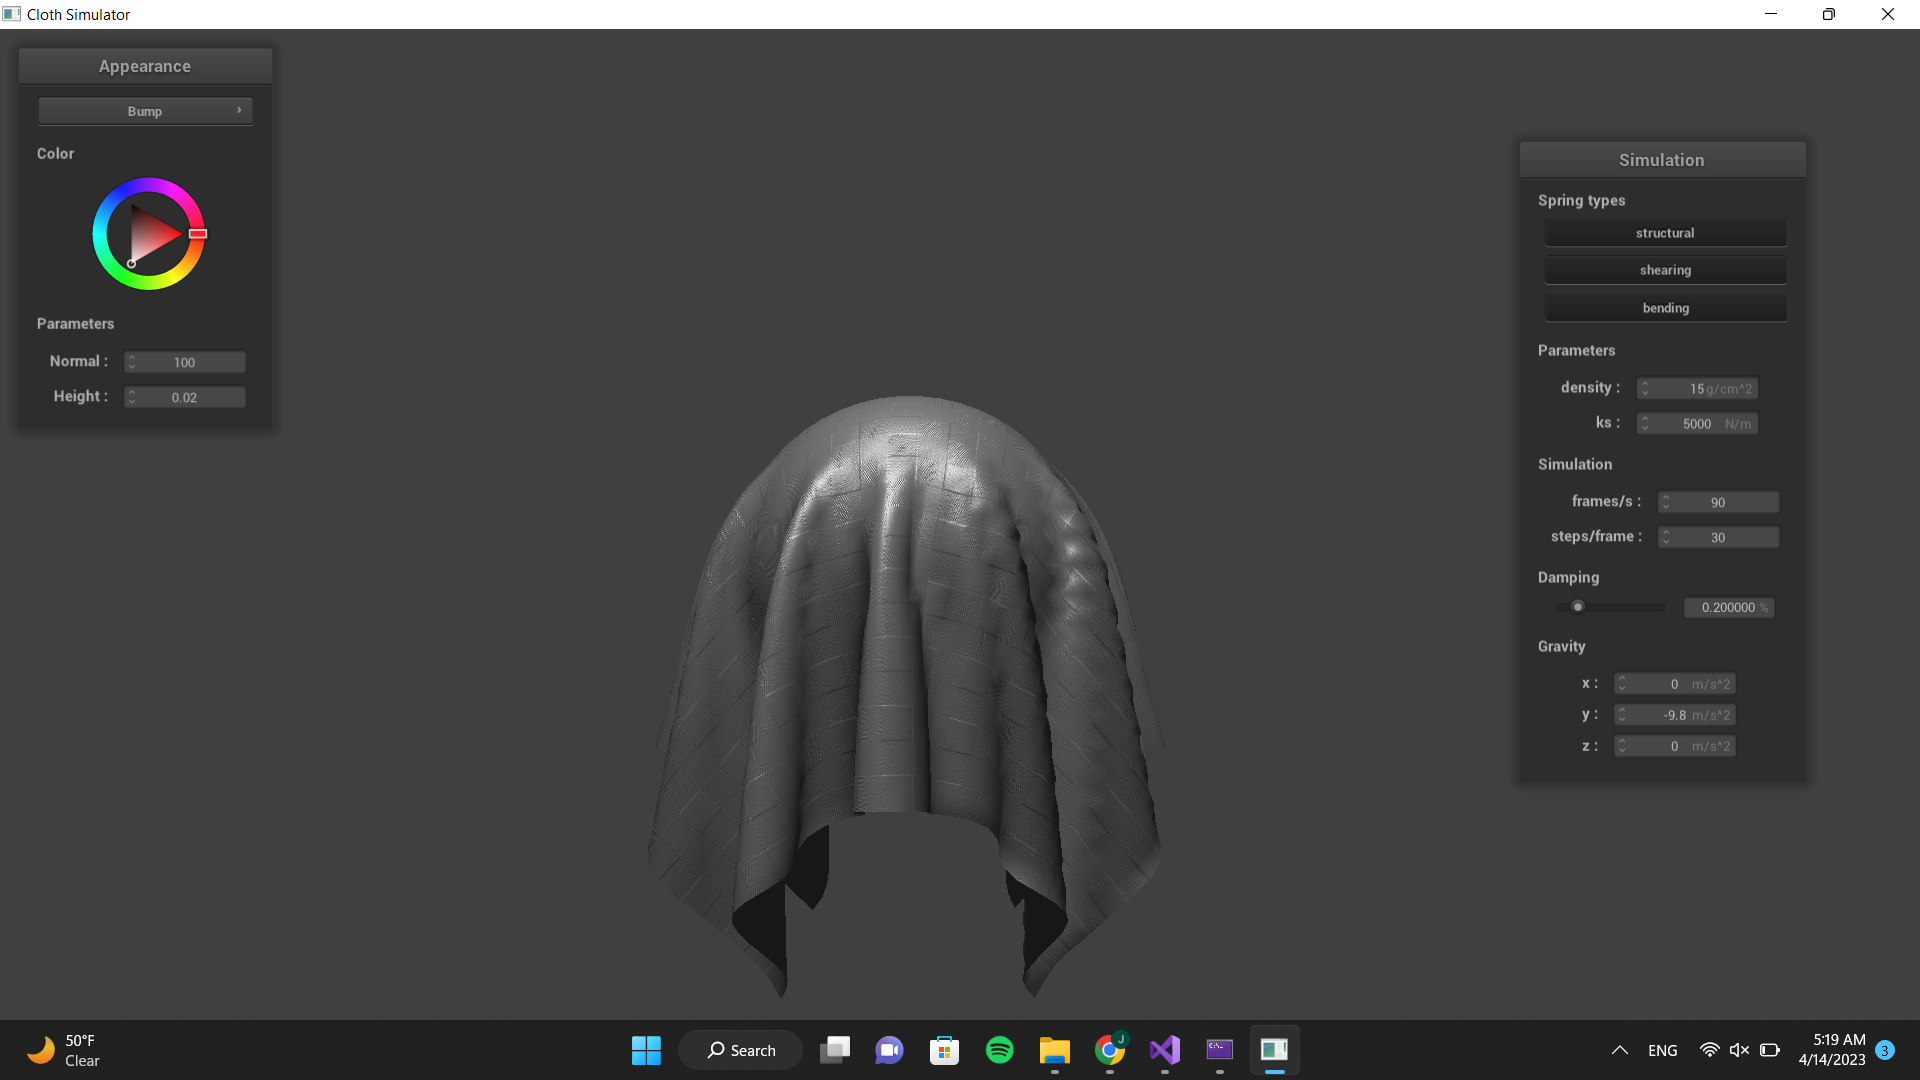 Cloth Simulator
Appearance
Bump
Color
Parameters
Normal : 100
Height : 0.02
Simulation
Spring types
structural
shearing
bending
Parameters
density : 15 g/cm^2
ks : 5000 N/m
Simulation
frames/s : 90
steps/frame : 30
Damping
0.200000 %
Gravity
x : 0 m/s^2
y : -9.8 m/s^2
z : 0 m/s^2
50°F
Clear
Search
J
C:\_
ENG
5:19 AM
4/14/2023
3